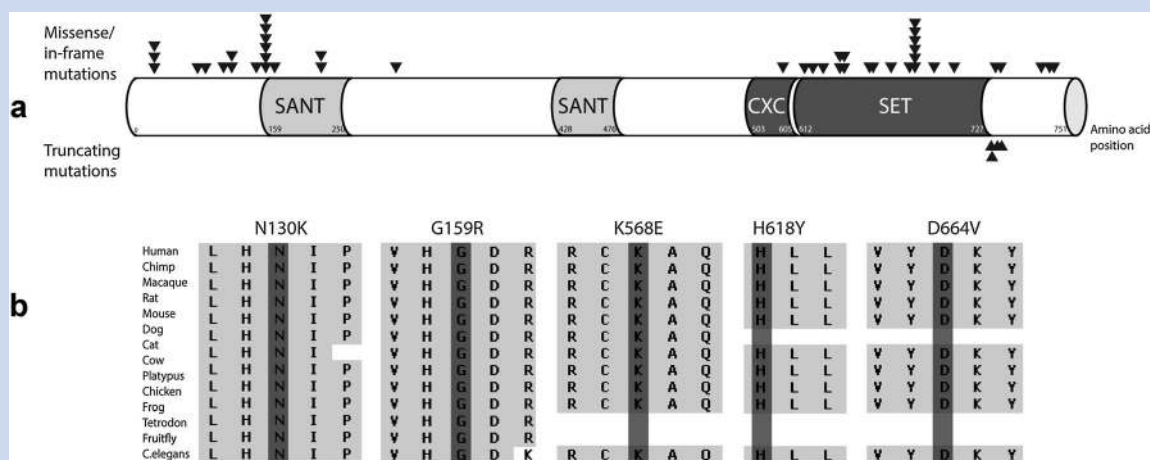 Missense/
in-frame
mutations
a
SANT
SANT
CXC
SET
159
250
428
470
503
605
612
727
751
Amino acid
position
Truncating
mutations
b
N130K G159R K568E H618Y D664V
Human
Chimp
Macaque
Rat
Mouse
Dog
Cat
Cow
Platypus
Chicken
Frog
Tetrodon
Fruitfly
C.elegans
L H N I P V H G D R R C K A Q H L L V Y D K Y
L H N I P V H G D R R C K A Q H L L V Y D K Y
L H N I P V H G D R R C K A Q H L L V Y D K Y
L H N I P V H G D R R C K A Q H L L V Y D K Y
L H N I P V H G D R R C K A Q H L L V Y D K Y
L H N I P V H G D R R C K A Q
L H N I V H G D R R C K A Q H L L V Y D K Y
L H N I P V H G D R R C K A Q H L L V Y D K Y
L H N I P V H G D R R C K A Q H L L V Y D K Y
L H N I P V H G D R R C K A Q H L L V Y D K Y
L H N I P V H G D R
L H N I P V H G D R
L H N I P V H G D K R C K A Q H L L V Y D K Y